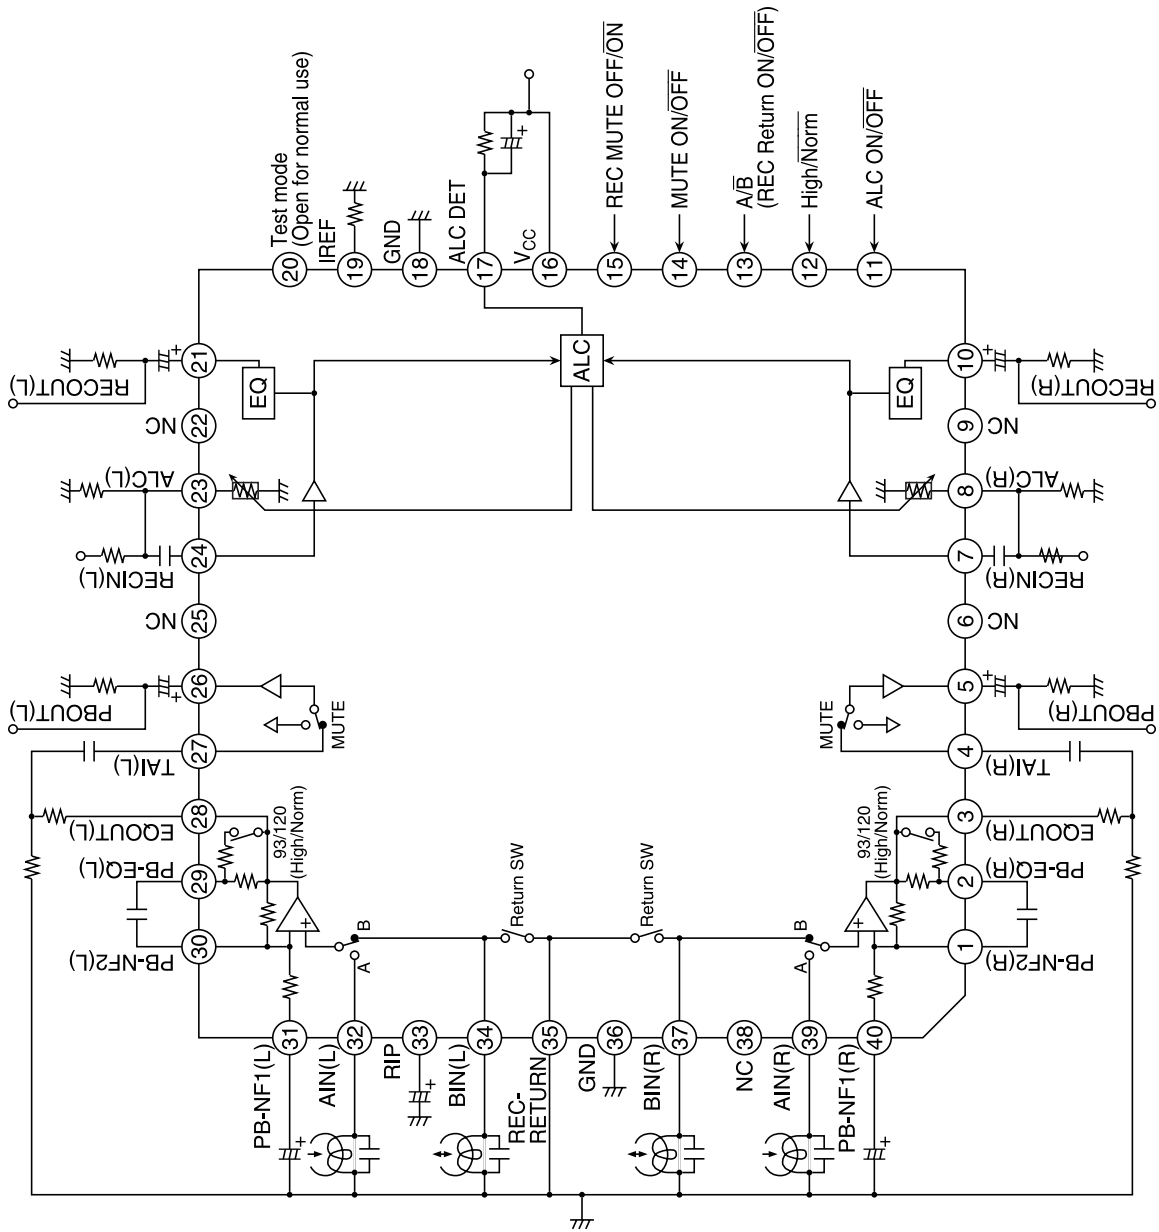 Test mode
(Open for normal use)
IREF
GND
ALC DET
VCC
REC MUTE OFF/ON
MUTE ON/OFF
A/B
(REC Return ON/OFF)
High/Norm
ALC ON/OFF
20
19
18
17
16
15
14
13
12
11
RECOUT(L)
21
EQ
ALC
EQ
10
RECOUT(R)
NC
22
9
NC
ALC(L)
23
8
ALC(R)
RECIN(L)
24
7
RECIN(R)
NC
25
6
NC
PBOUT(L)
26
MUTE
MUTE
5
PBOUT(R)
TAI(L)
27
4
TAI(R)
EQOUT(L)
28
93/120
(High/Norm)
93/120
(High/Norm)
3
EQOUT(R)
PB-EQ(L)
29
2
PB-EQ(R)
PB-NF2(L)
30
+
A
B
Return SW
Return SW
A
B
+
1
PB-NF2(R)
31
32
33
34
35
36
37
38
39
40
PB-NF1(L)
AIN(L)
RIP
BIN(L)
REC-
RETURN
GND
BIN(R)
NC
AIN(R)
PB-NF1(R)